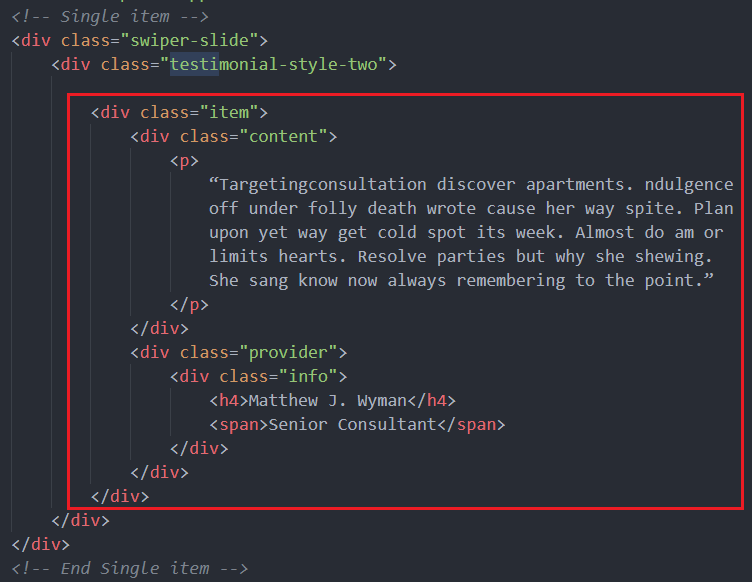 <!-- Single item -->
<div class="swiper-slide">
<div class="testimonial-style-two">
<div class="item">
<div class="content">
<p>
“Targetingconsultation discover apartments. ndulgence
off under folly death wrote cause her way spite. Plan
upon yet way get cold spot its week. Almost do am or
limits hearts. Resolve parties but why she shewing.
She sang know now always remembering to the point.”
</p>
</div>
<div class="provider">
<div class="info">
<h4>Matthew J. Wyman</h4>
<span>Senior Consultant</span>
</div>
</div>
</div>
</div>
</div>
<!-- End Single item -->